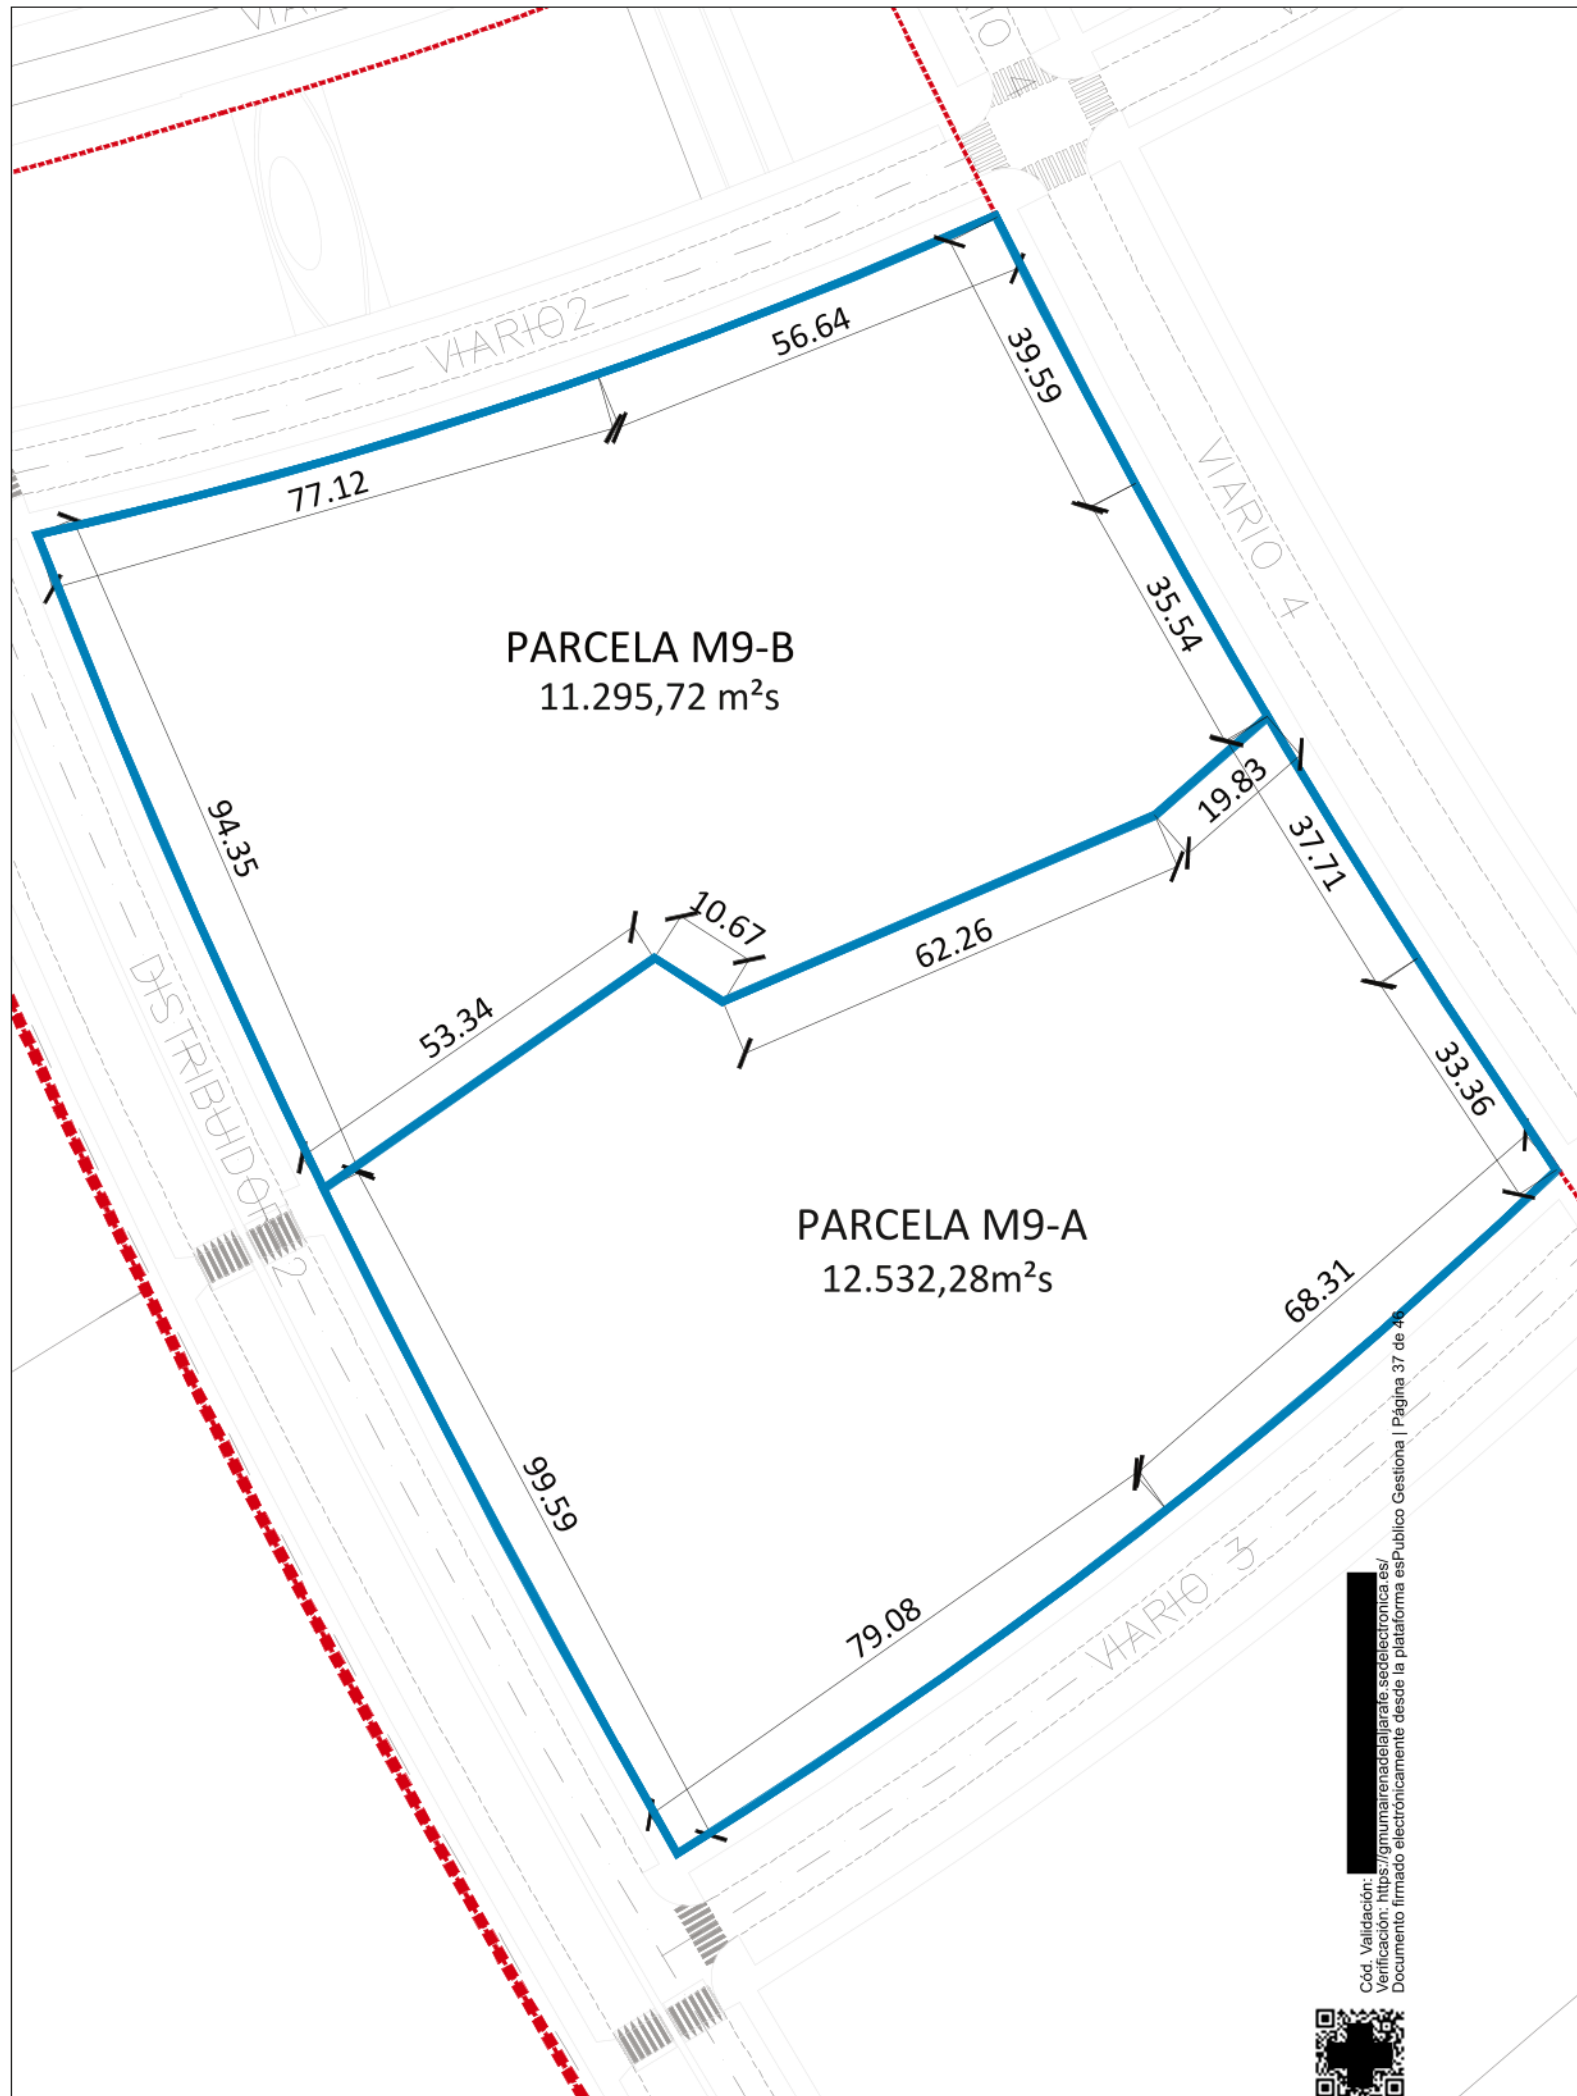 VIARIO 4
VIARIO2
56.64
39.59
77.12
VIARIO 4
35.54
PARCELA M9-B
11.295,72 m²s
94.35
19.83
37.71
10.67
62.26
53.34
DISTRIBUIDOR 2
33.36
PARCELA M9-A
12.532,28m²s
68.31
99.59
79.08
VIARIO 3
Cód. Validación:
Verificación: https://gmumairenadelaljarafe.sedelectronica.es/
Documento firmado electrónicamente desde la plataforma esPublico Gestiona | Página 37 de 46